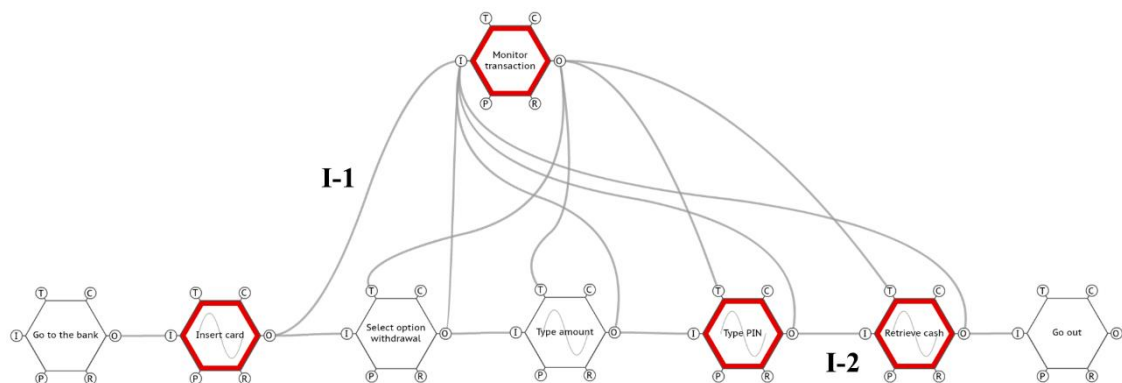 T C
I Monitor transaction O
P R
I-1
T C T C T C T C T C T C T C
I Go to the bank O I Insert card O I Select option withdrawal O I Type amount O I Type PIN O I Retrieve cash O I Go out O
I-2
P R P R P R P R P R P R P R